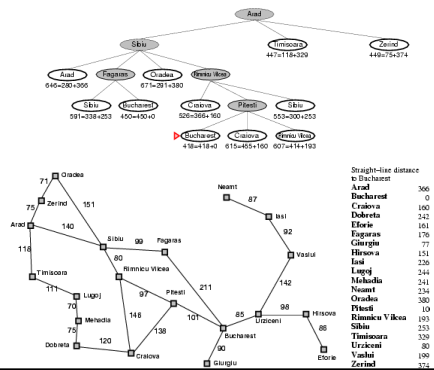 Arad
Sibiu
Timisoara
Zerind
447=118+329
449=75+374
Arad
Fagaras
Oradea
Rimnicu Vilcea
646=280+366
671=291+380
Sibiu
Bucharest
Craiova
Pitesti
Sibiu
591=338+253
450=450+0
526=366+160
553=300+253
Bucharest
Craiova
Rimnicu Vilcea
418=418+0
615=455+160
607=414+193
Oradea
71
Zerind
75
151
Arad
140
118
Sibiu
99
Fagaras
80
Timisoara
Rimnicu Vilcea
111
Lugoj
97
Pitesti
211
70
Mehadia
146
101
75
138
Dobreta
120
Craiova
Bucharest
90
Giurgiu
Neamt
87
Iasi
92
Vaslui
142
85
98
Hirsova
Urziceni
86
Eforie
Straight-line distance
to Bucharest
Arad 366
Bucharest 0
Craiova 160
Dobreta 242
Eforie 161
Fagaras 176
Giurgiu 77
Hirsova 151
Iasi 226
Lugoj 244
Mehadia 241
Neamt 234
Oradea 380
Pitesti 10
Rimnicu Vilcea 193
Sibiu 253
Timisoara 329
Urziceni 80
Vaslui 199
Zerind 374